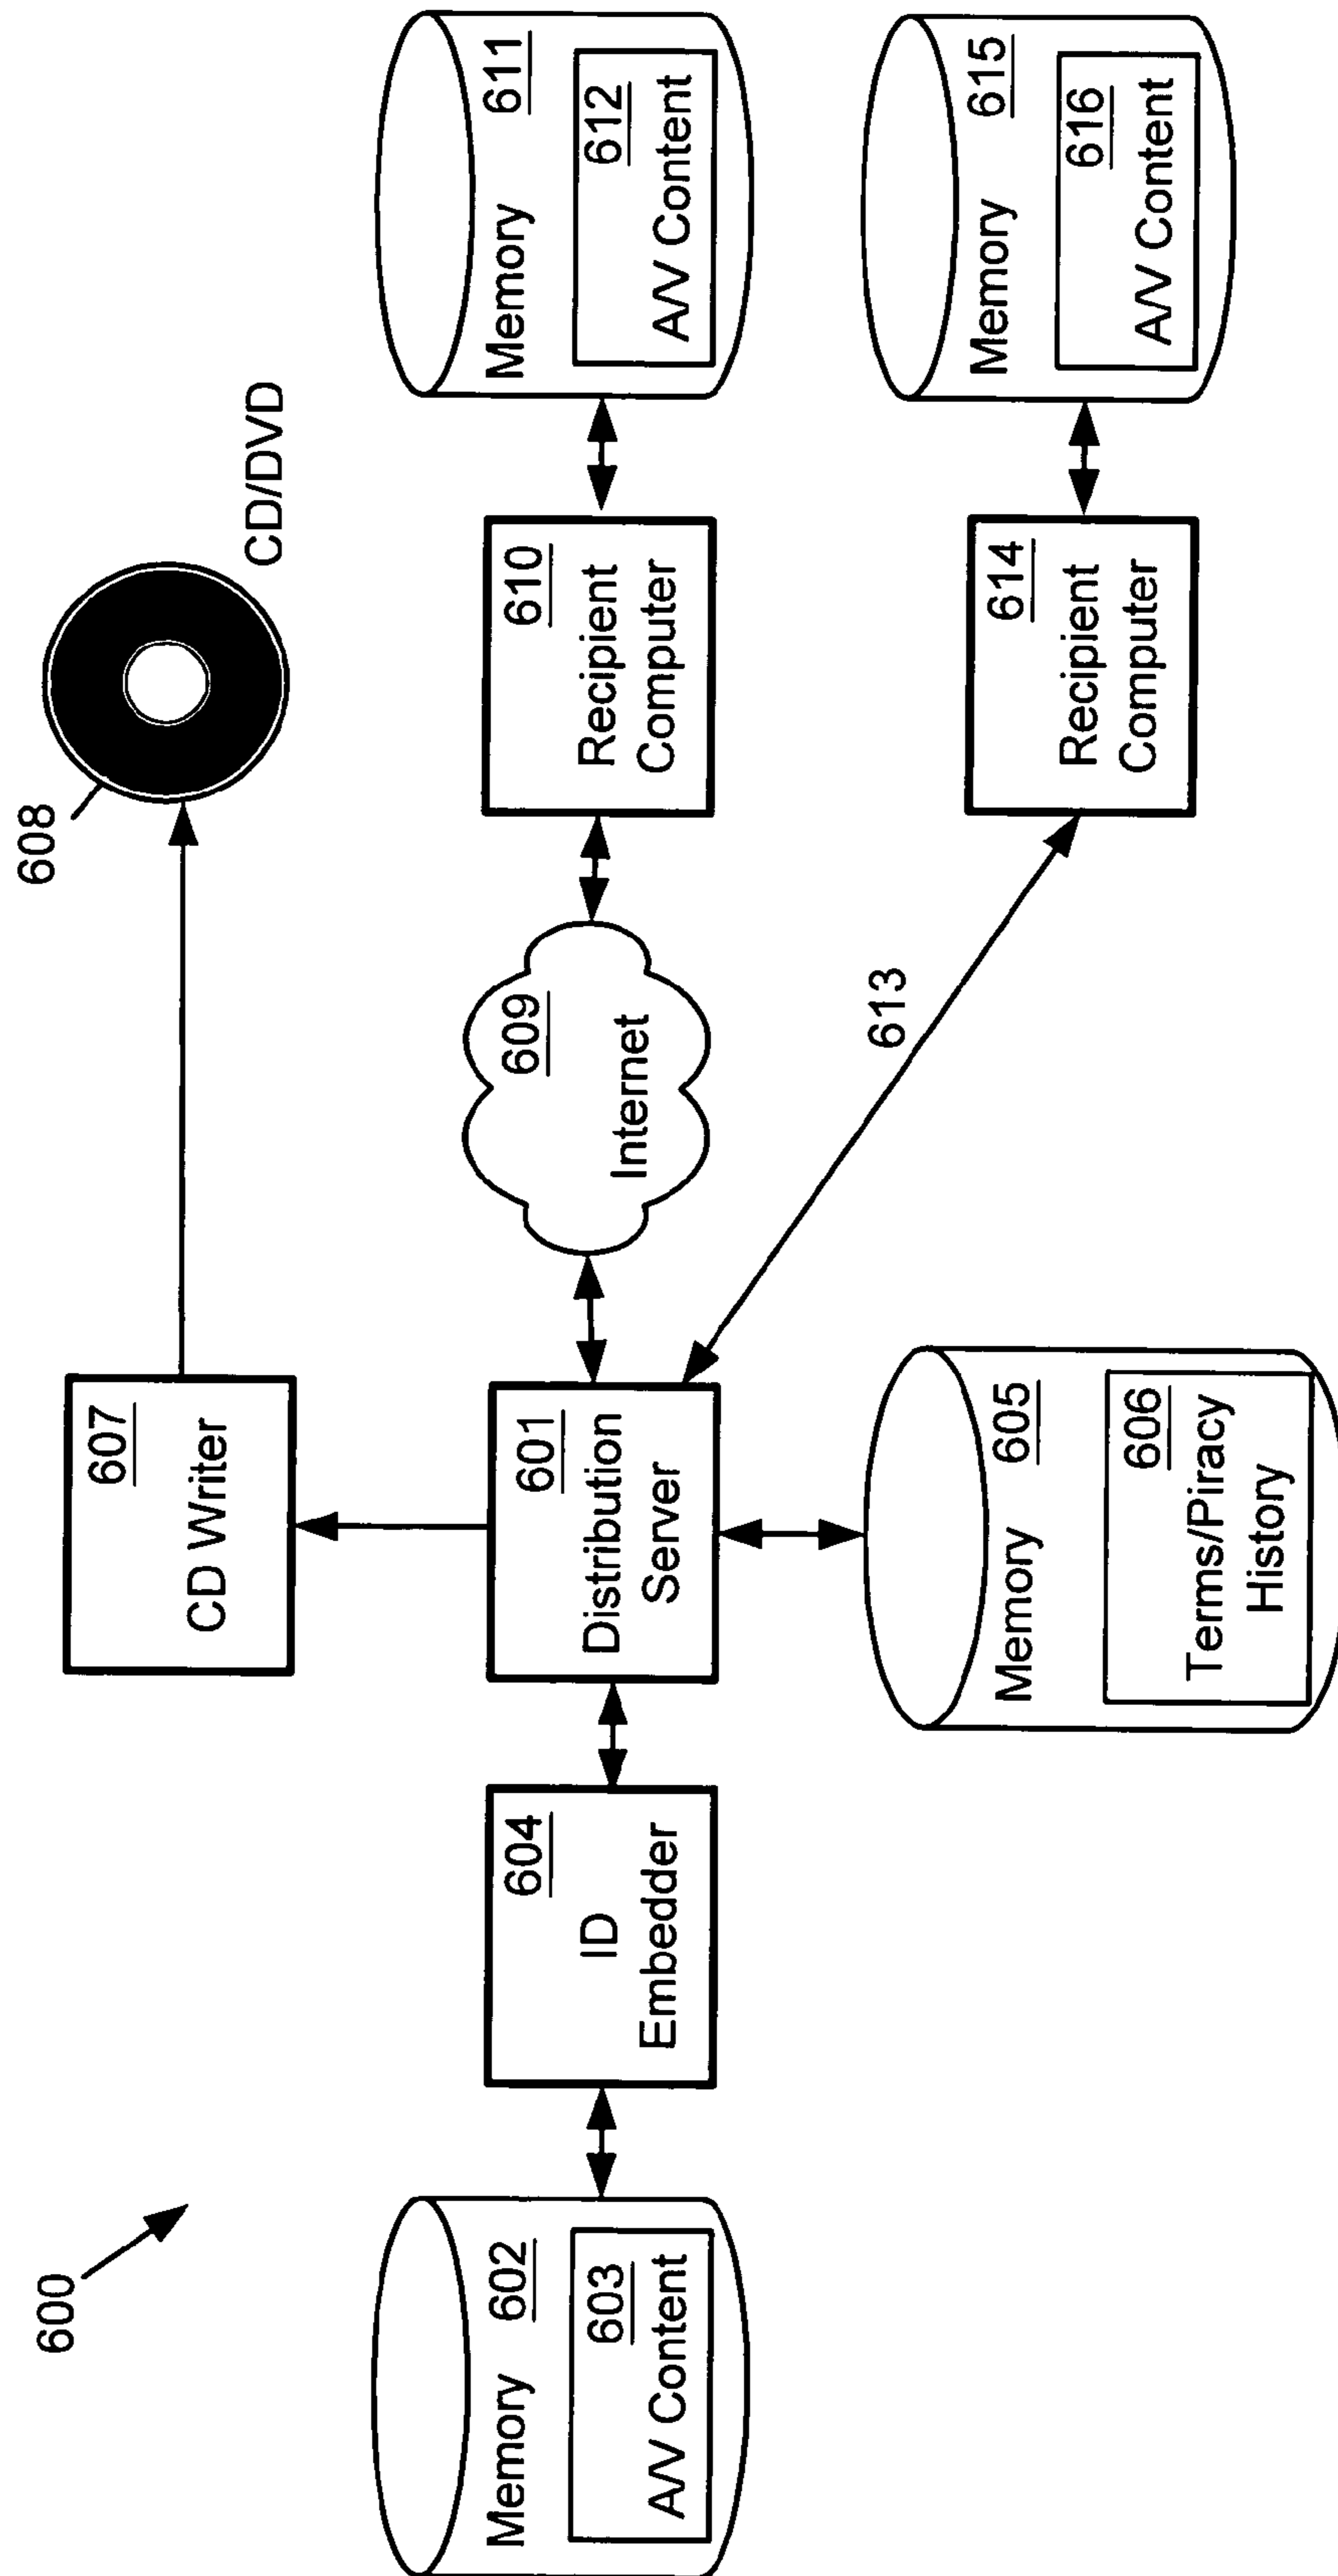 600
608
CD/DVD
607
CD Writer
Memory 602
603
A/V Content
604
ID
Embedder
601
Distribution
Server
609
Internet
610
Recipient
Computer
Memory 611
612
A/V Content
613
Memory 605
606
Terms/Piracy
History
614
Recipient
Computer
Memory 615
616
A/V Content